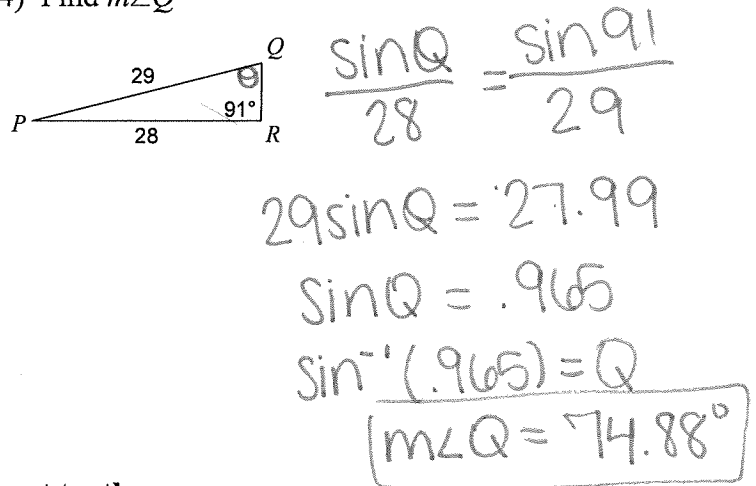 4) Find m∠Q
Q
29
θ
91°
P
28
R
sinQ/28 = sin91/29
29sinQ = 27.99
sinQ = .965
sin⁻¹(.965) = Q
m∠Q = 74.88°